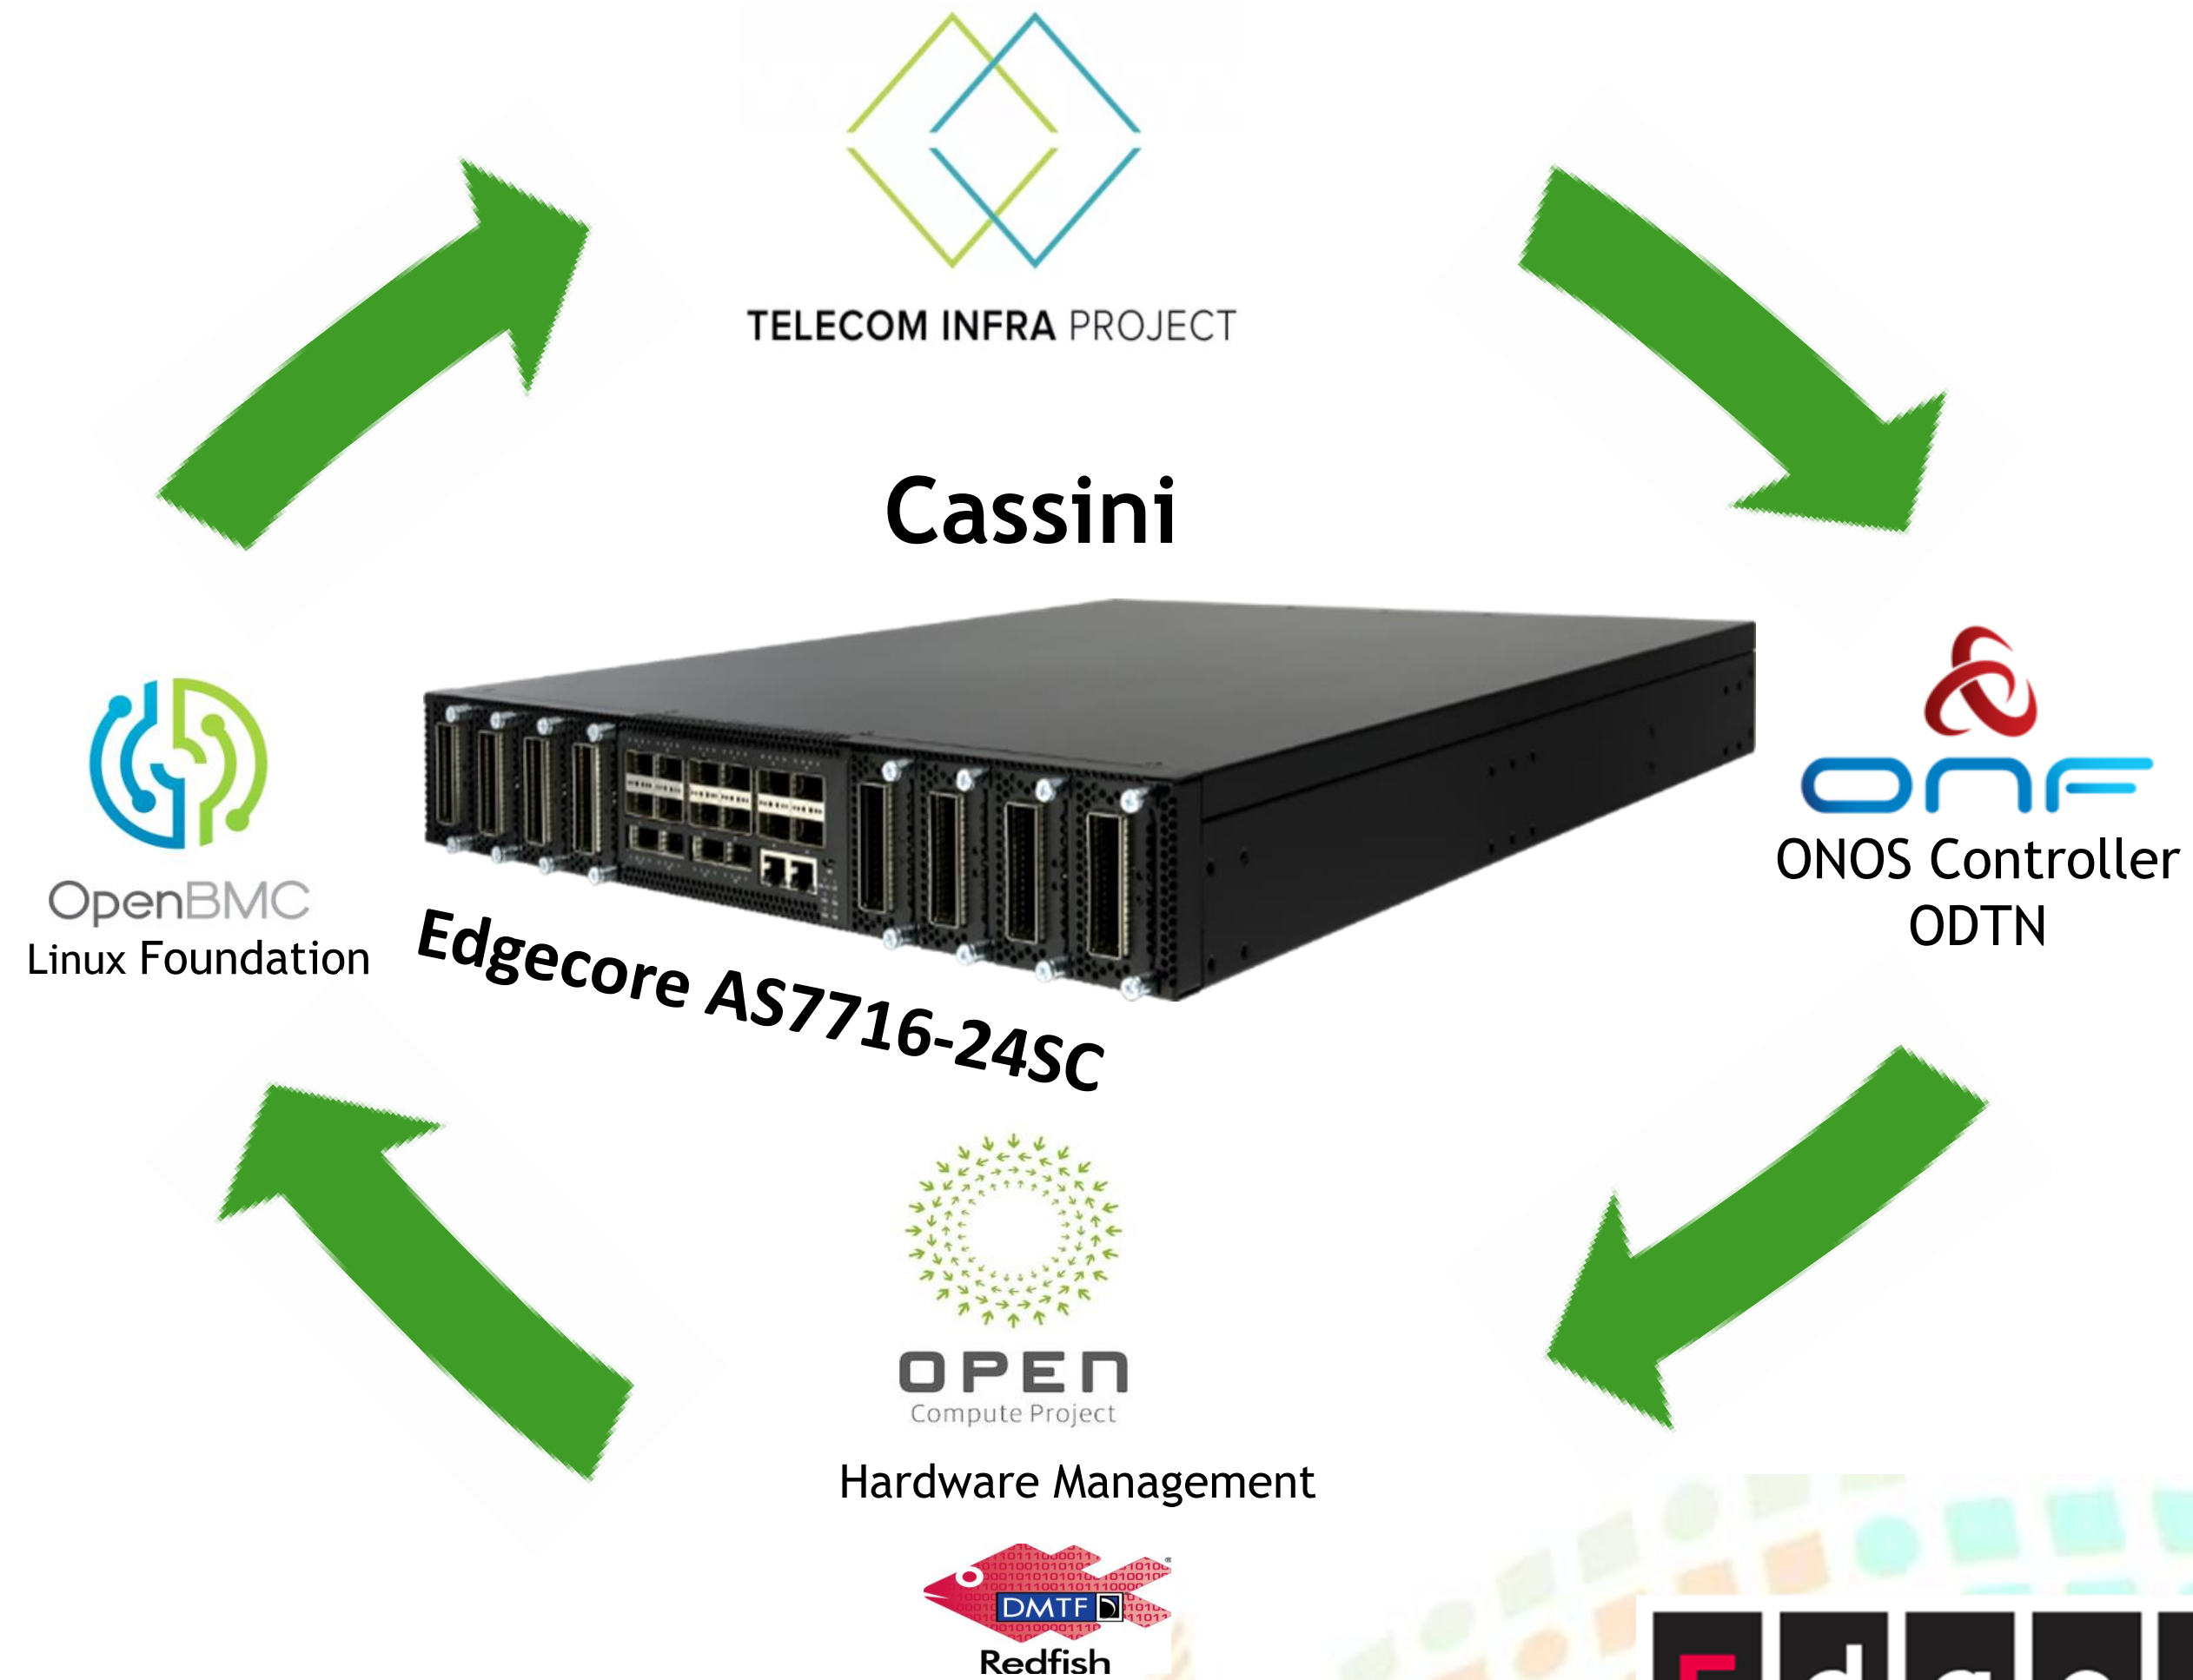 TELECOM INFRA PROJECT
Cassini
OpenBMC
Linux Foundation
ONF
ONOS Controller
ODTN
Edgecore AS7716-24SC
OPEN
Compute Project
Hardware Management
DMTF
Redfish